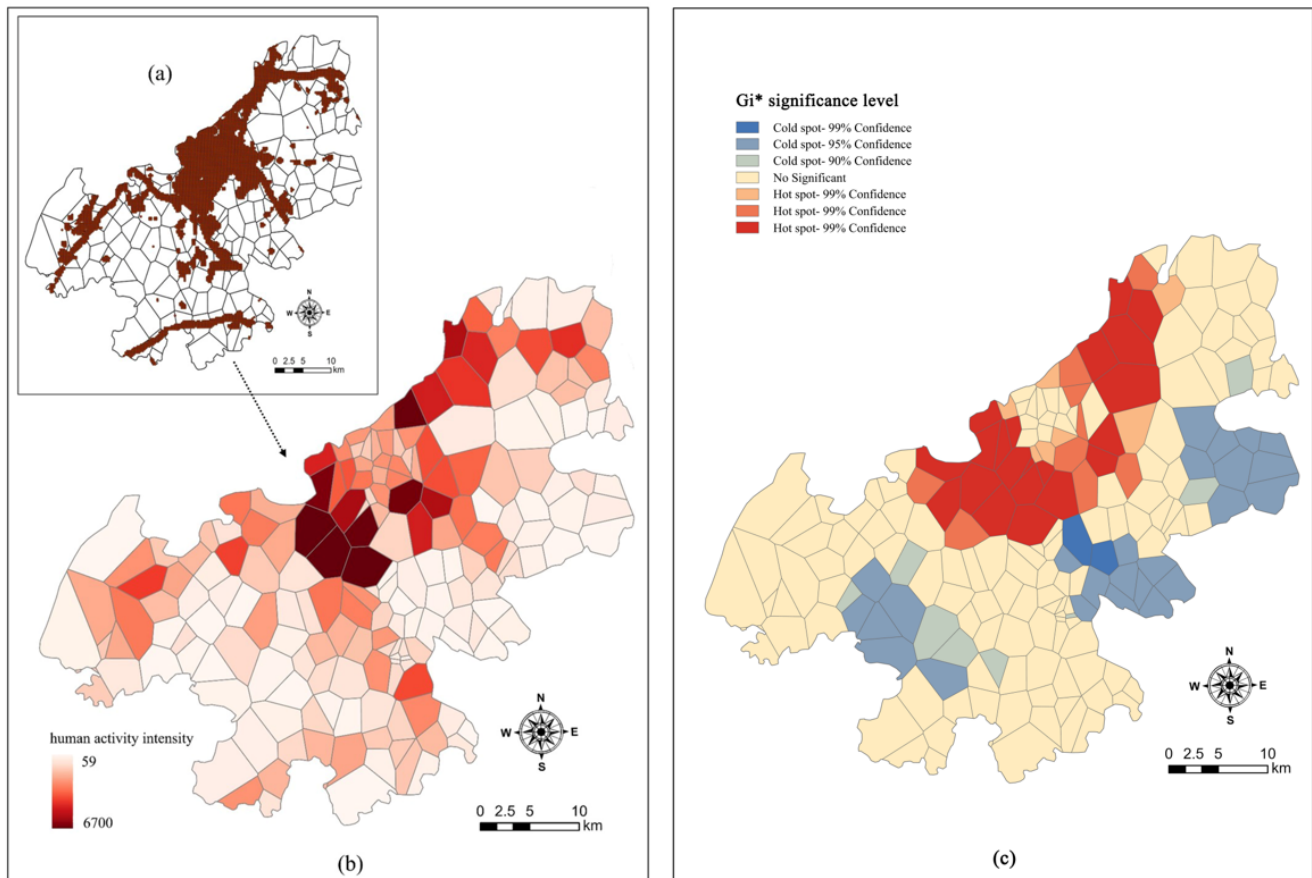 (a)
N
W
E
S
0 2.5 5 10
km
human activity intensity
59
6700
N
W
E
S
0 2.5 5 10
km
(b)
Gi* significance level
Cold spot- 99% Confidence
Cold spot- 95% Confidence
Cold spot- 90% Confidence
No Significant
Hot spot- 99% Confidence
Hot spot- 99% Confidence
Hot spot- 99% Confidence
N
W
E
S
0 2.5 5 10
km
(c)